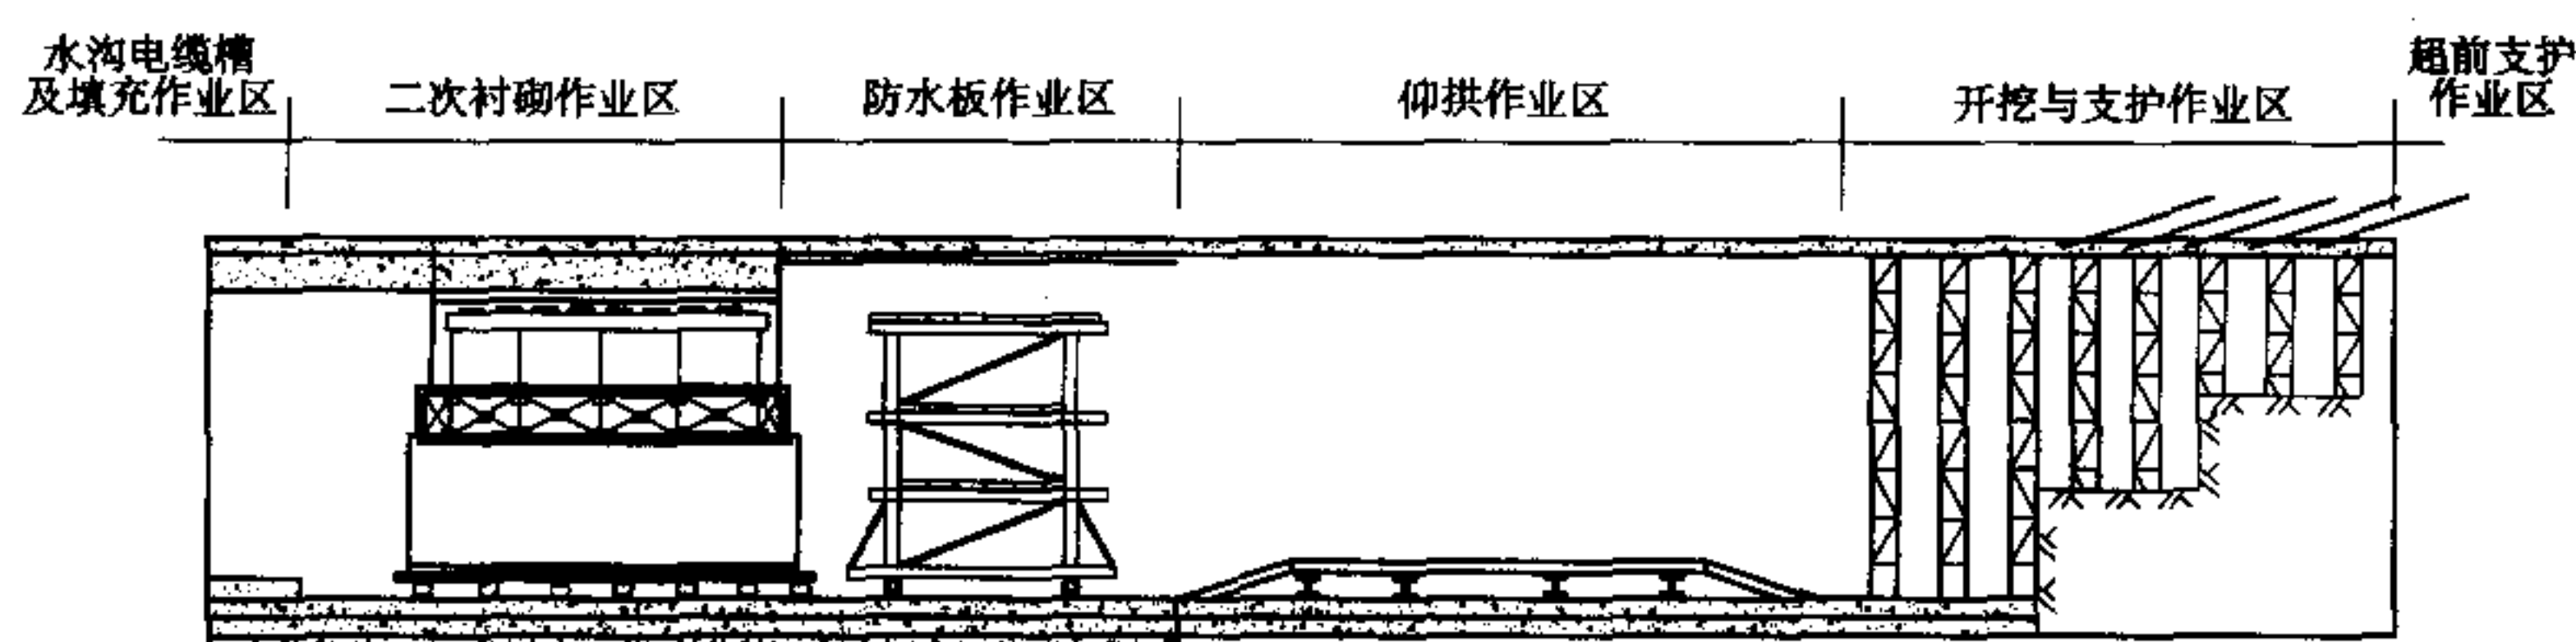 水沟电缆槽
及填充作业区
二次衬砌作业区
防水板作业区
仰拱作业区
开挖与支护作业区
超前支护
作业区